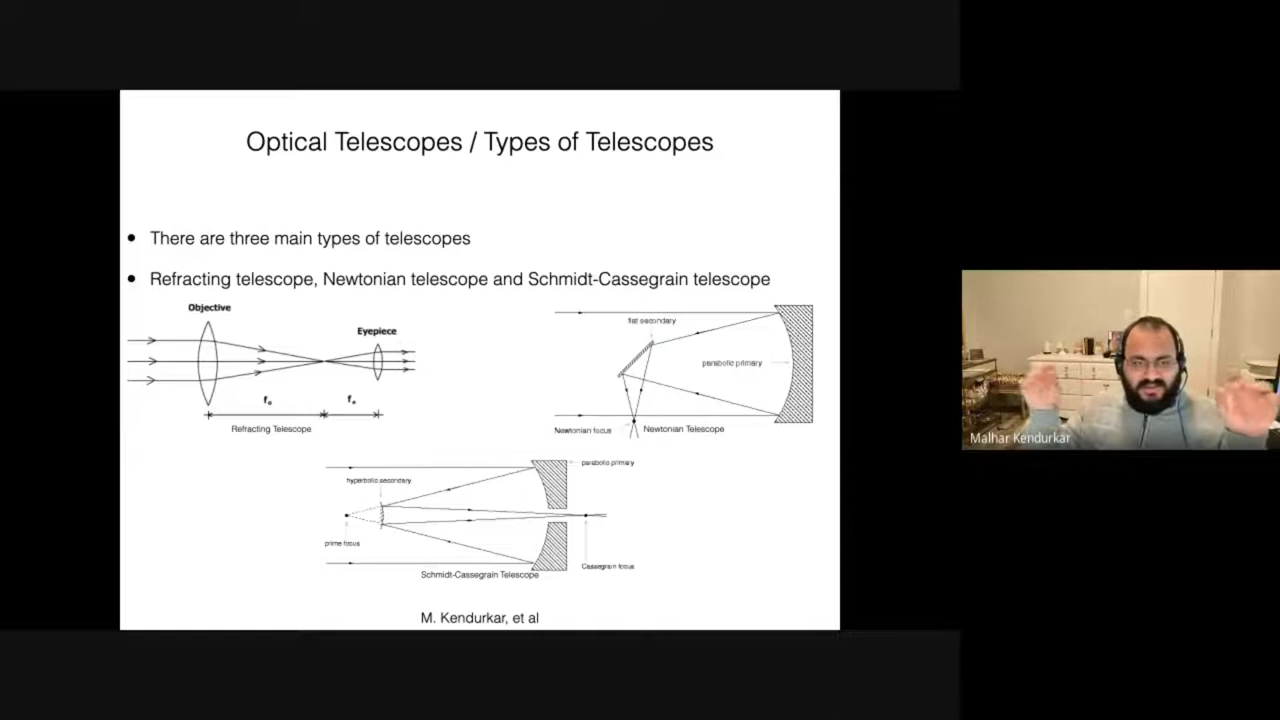 Optical Telescopes / Types of Telescopes
• There are three main types of telescopes
• Refracting telescope, Newtonian telescope and Schmidt-Cassegrain telescope
Objective
Eyepiece
fₒ
fₑ
Refracting Telescope
flat secondary
parabolic primary
Newtonian focus
Newtonian Telescope
parabolic primary
hyperbolic secondary
prime focus
Cassegrain focus
Schmidt-Cassegrain Telescope
M. Kendurkar, et al
Malhar Kendurkar